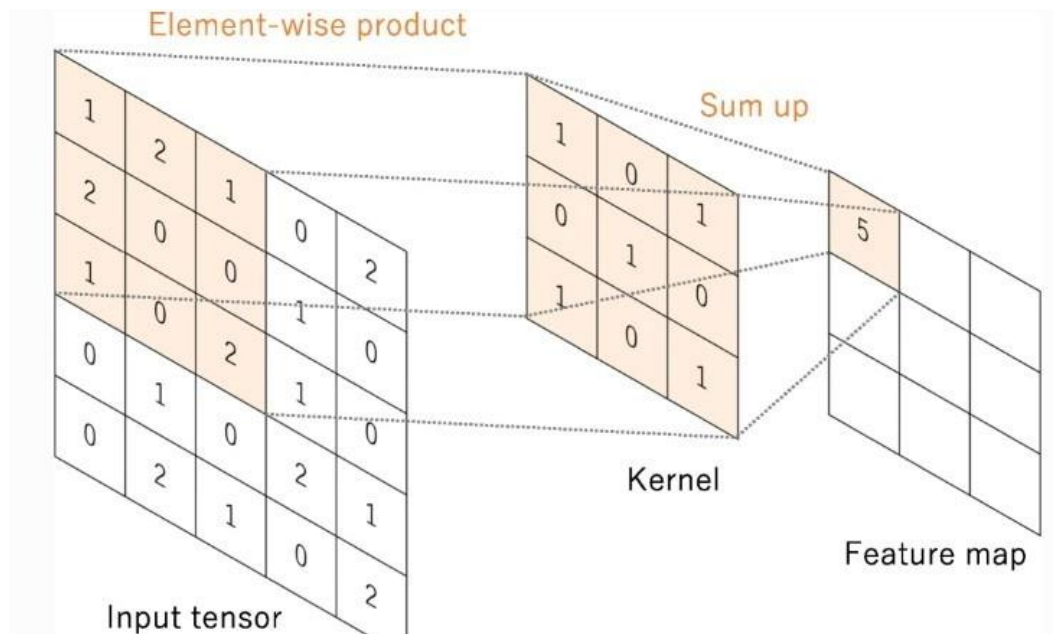 Element-wise product
Sum up
1 2 1 0 2
2 0 0 1 0
1 0 2 1 0
0 1 0 2 1
0 2 1 0 2
Input tensor
1 0 1
0 1 0
1 0 1
Kernel
5
Feature map